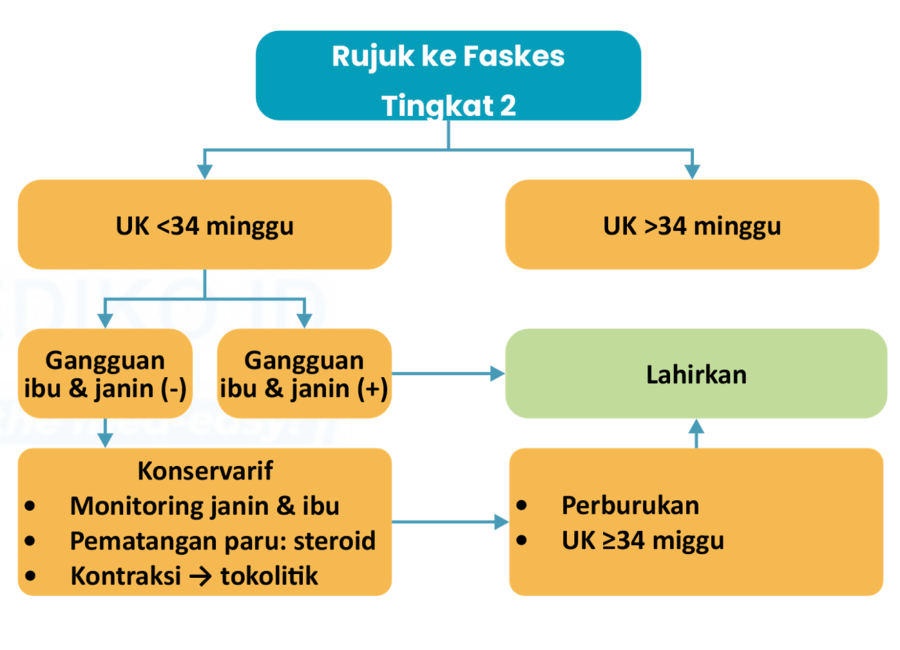 Rujuk ke Faskes
Tingkat 2
UK <34 minggu
UK >34 minggu
Gangguan
ibu & janin (-)
Gangguan
ibu & janin (+)
Lahirkan
Konservarif
• Monitoring janin & ibu
• Pematangan paru: steroid
• Kontraksi → tokolitik
• Perburukan
• UK ≥34 miggu